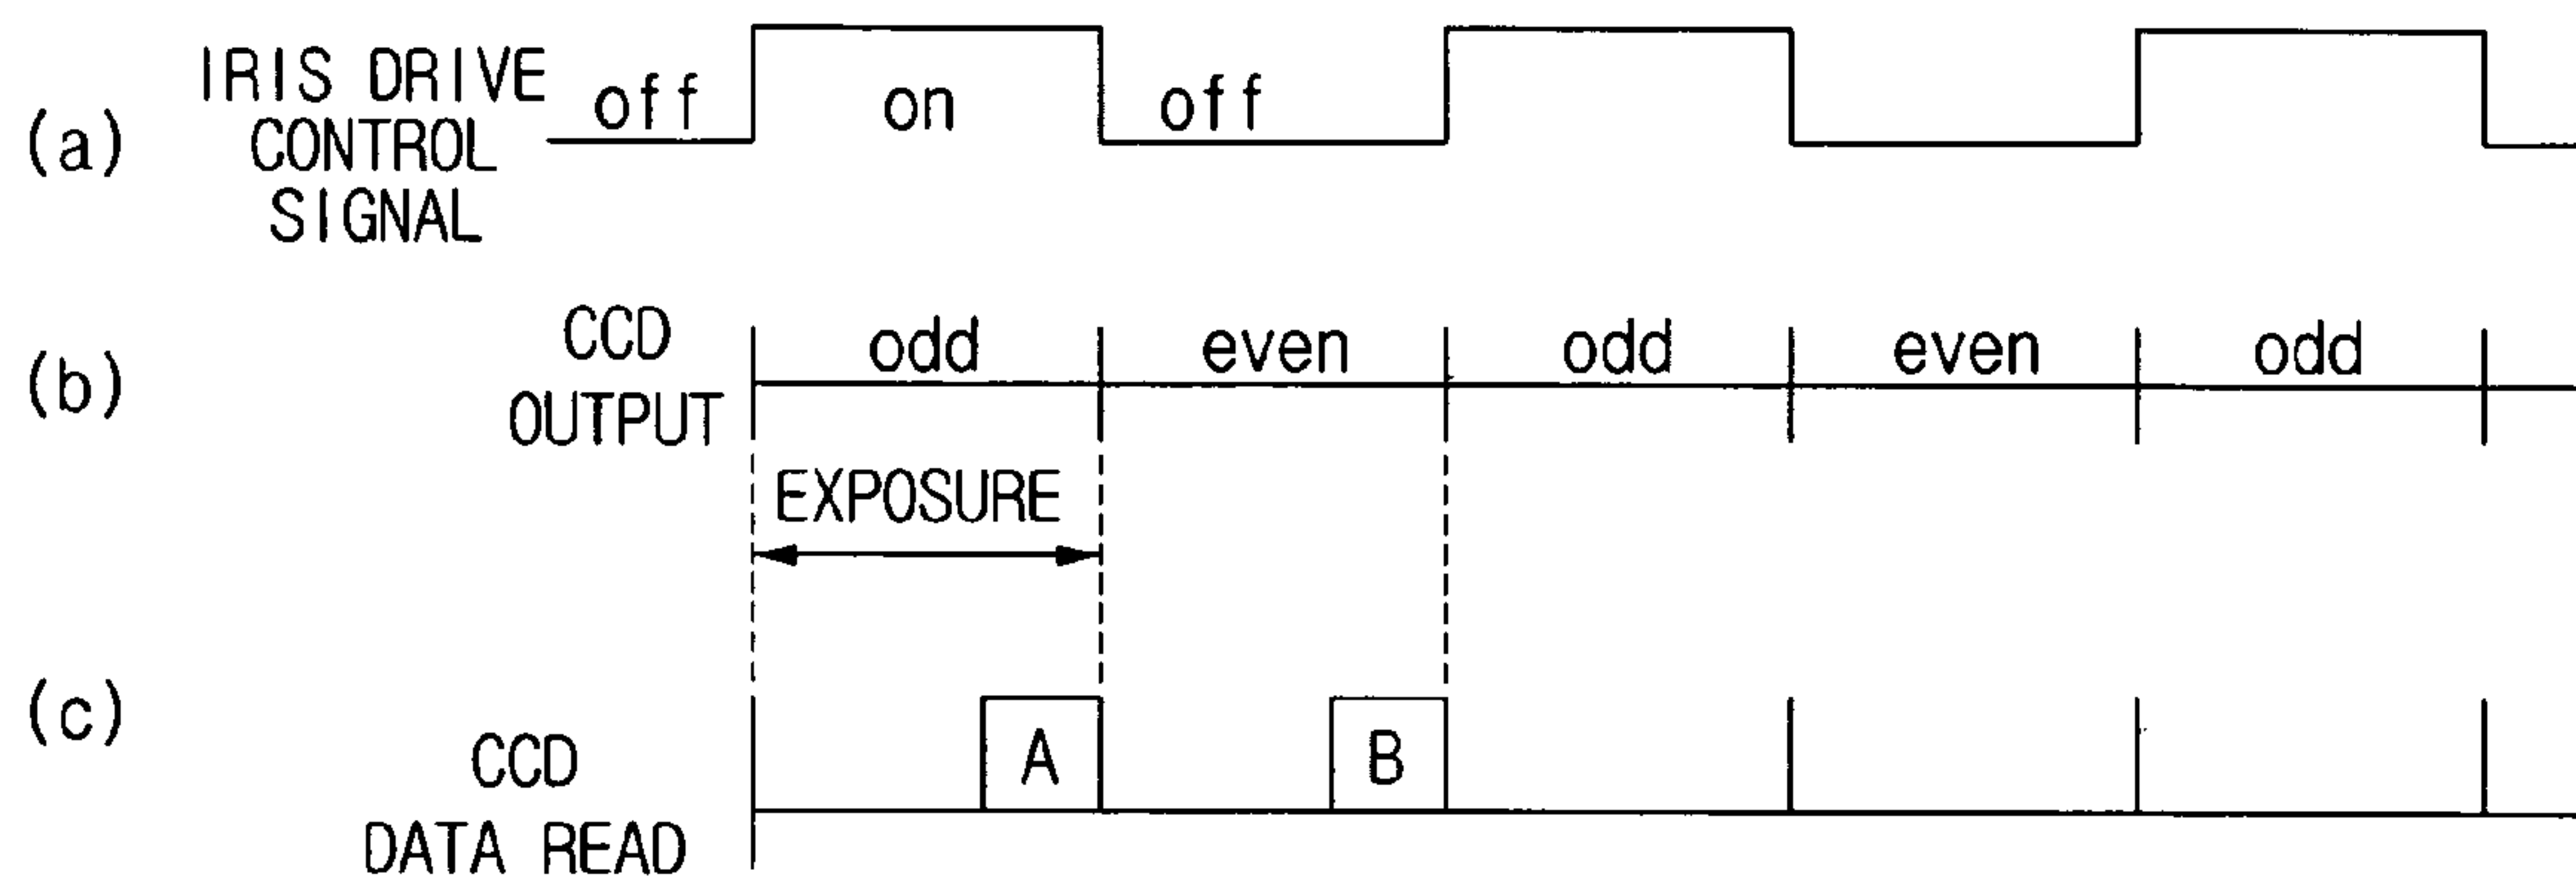 (a)
IRIS DRIVE
CONTROL
SIGNAL
off
on
off
(b)
CCD
OUTPUT
odd
even
odd
even
odd
EXPOSURE
(c)
CCD
DATA READ
A
B